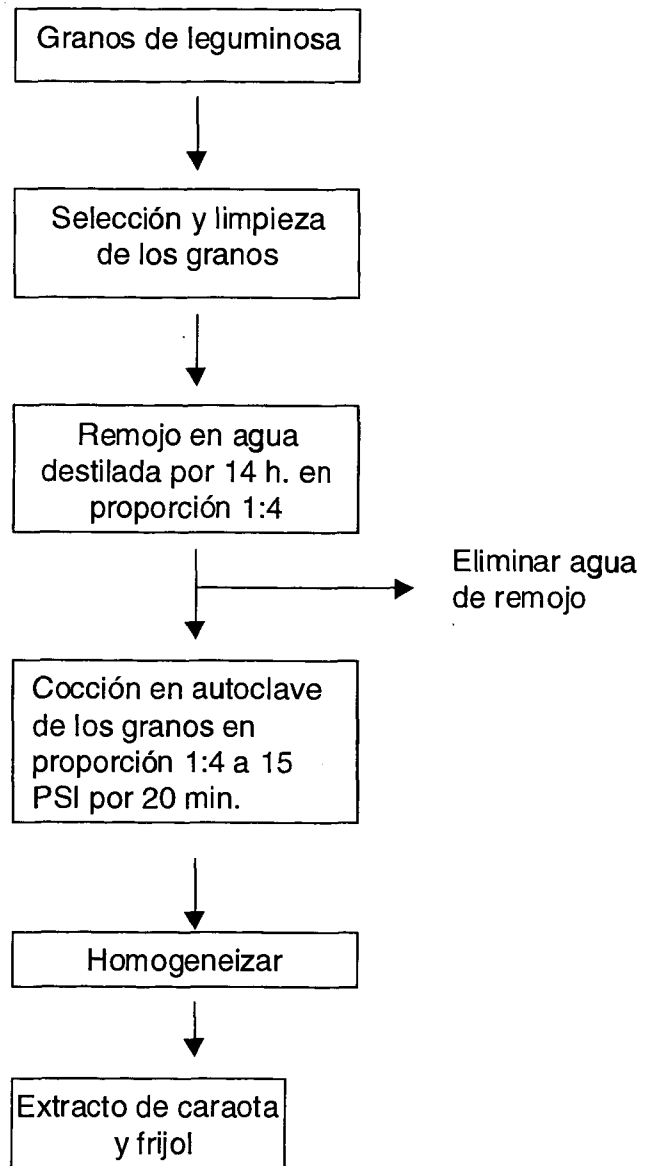 Granos de leguminosa
Selección y limpieza
de los granos
Remojo en agua
destilada por 14 h. en
proporción 1:4
Eliminar agua
de remojo
Cocción en autoclave
de los granos en
proporción 1:4 a 15
PSI por 20 min.
Homogeneizar
Extracto de caraota
y frijol